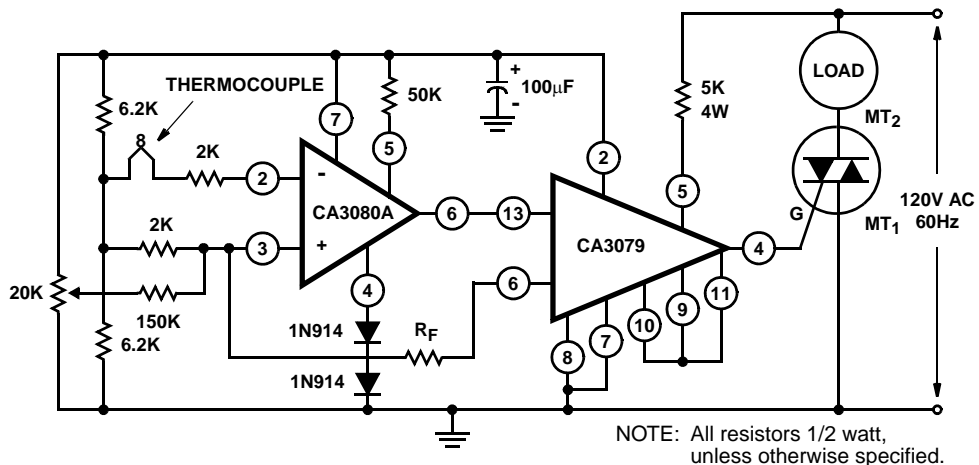 THERMOCOUPLE
6.2K
8
2K
2
-
7
50K
5
CA3080A
+
100µF
-
2
5K
4W
5
LOAD
MT2
120V AC
60Hz
G
MT1
6
13
CA3079
4
2K
3
+
4
20K
150K
6.2K
1N914
RF
6
1N914
8
7
10
9
11
NOTE: All resistors 1/2 watt,
unless otherwise specified.